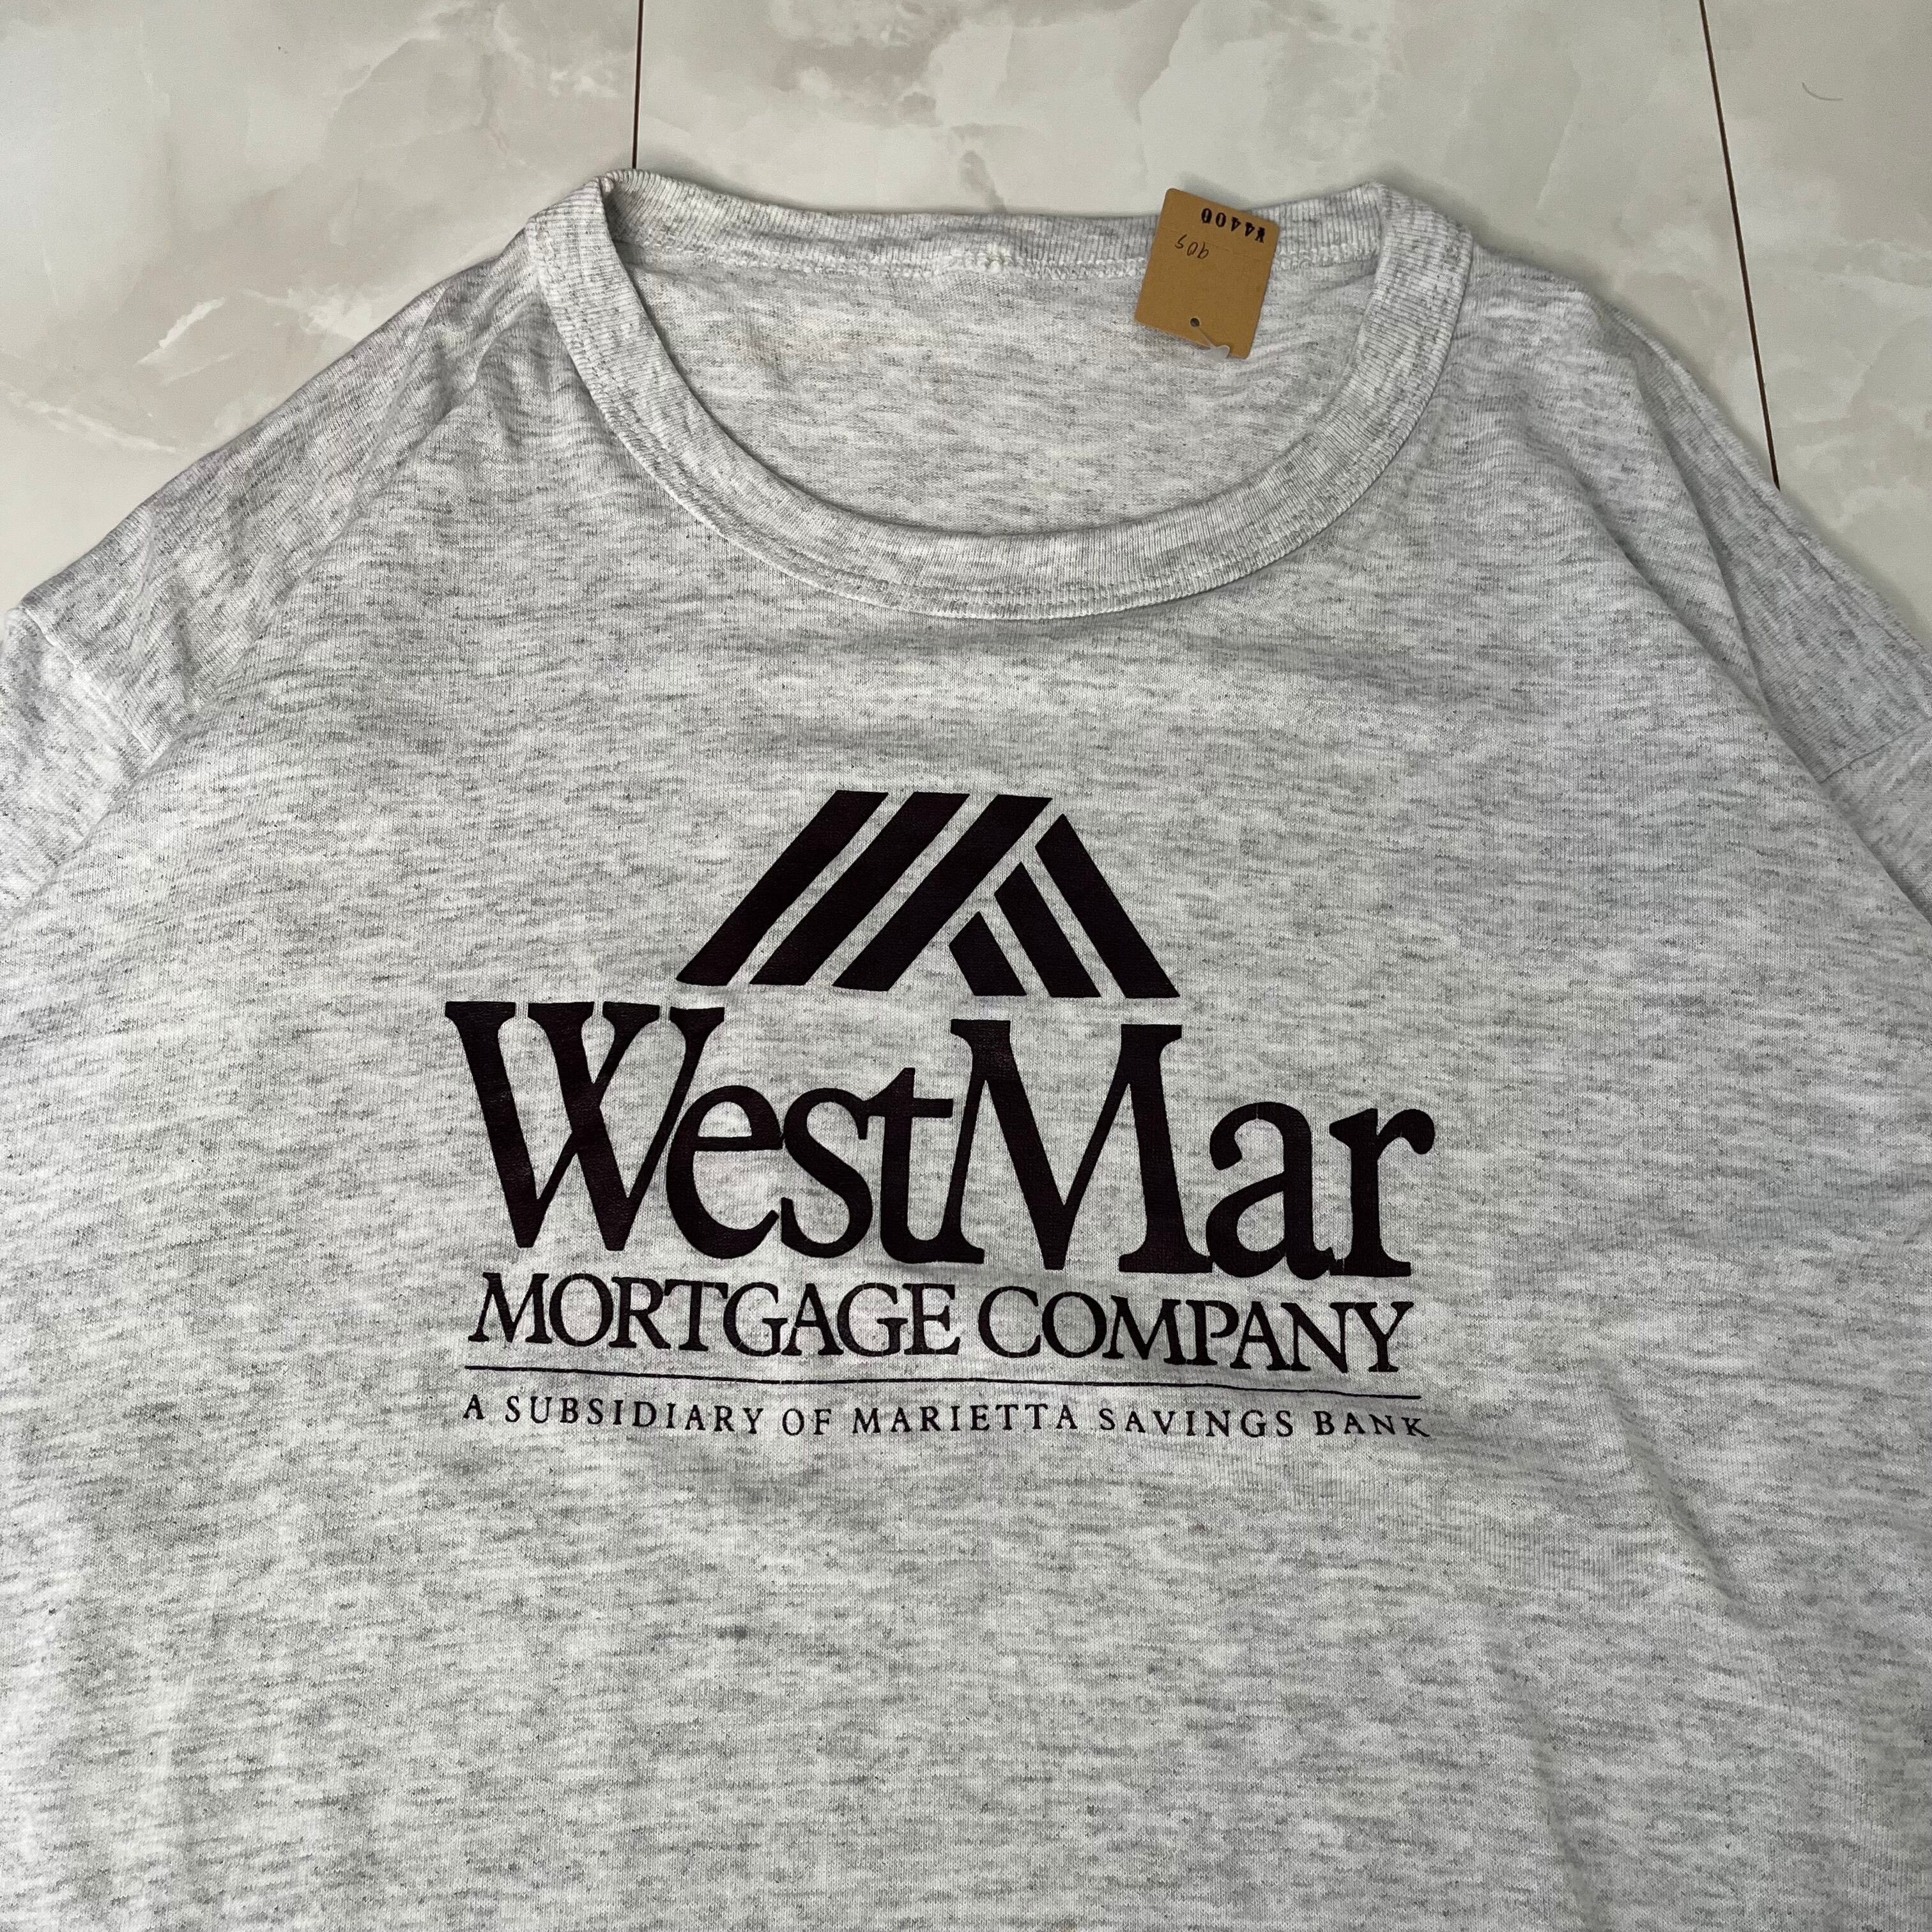 ¥4400
90s
WestMar
MORTGAGE COMPANY
A SUBSIDIARY OF MARIETTA SAVINGS BANK